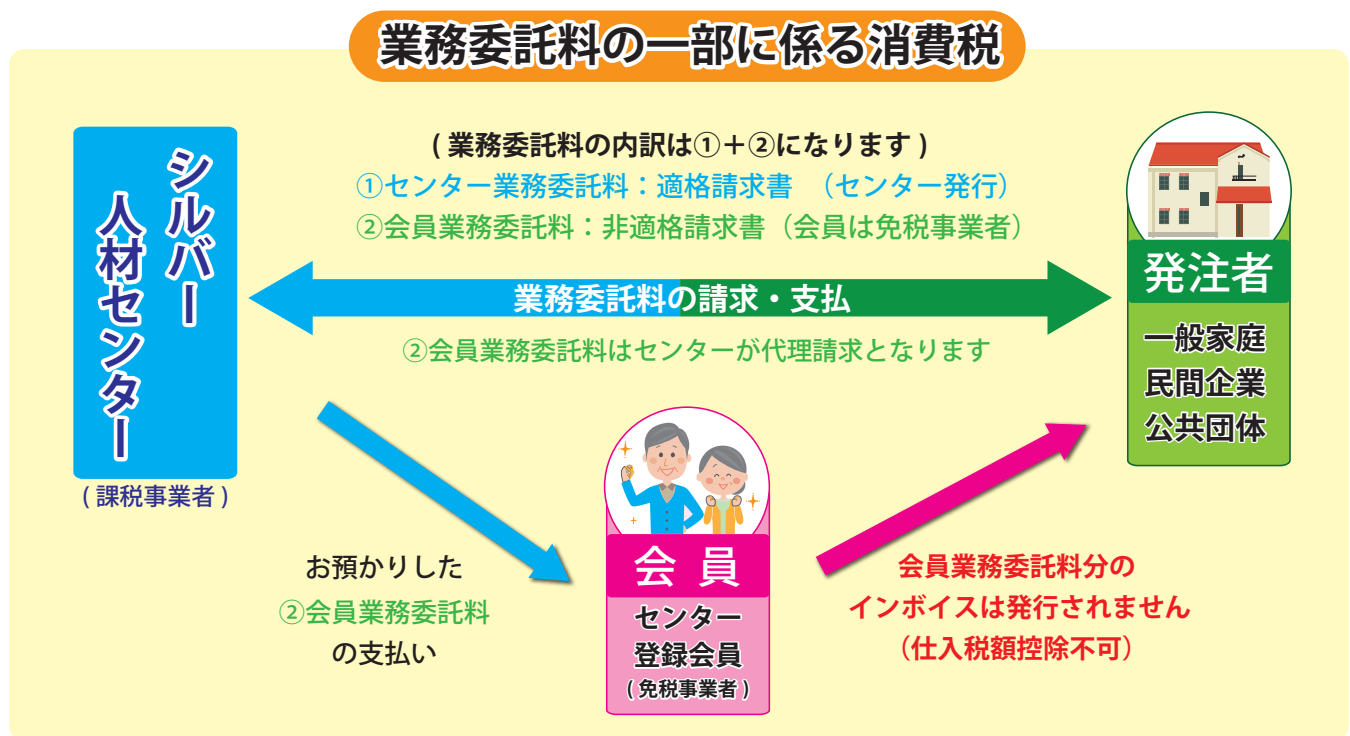 業務委託料の一部に係る消費税
シルバー
人材センター
(課税事業者)
(業務委託料の内訳は①+②になります)
①センター業務委託料:適格請求書 (センター発行)
②会員業務委託料:非適格請求書(会員は免税事業者)
業務委託料の請求・支払
②会員業務委託料はセンターが代理請求となります
発注者
一般家庭
民間企業
公共団体
お預かりした
②会員業務委託料
の支払い
会員
センター
登録会員
(免税事業者)
会員業務委託料分の
インボイスは発行されません
(仕入税額控除不可)